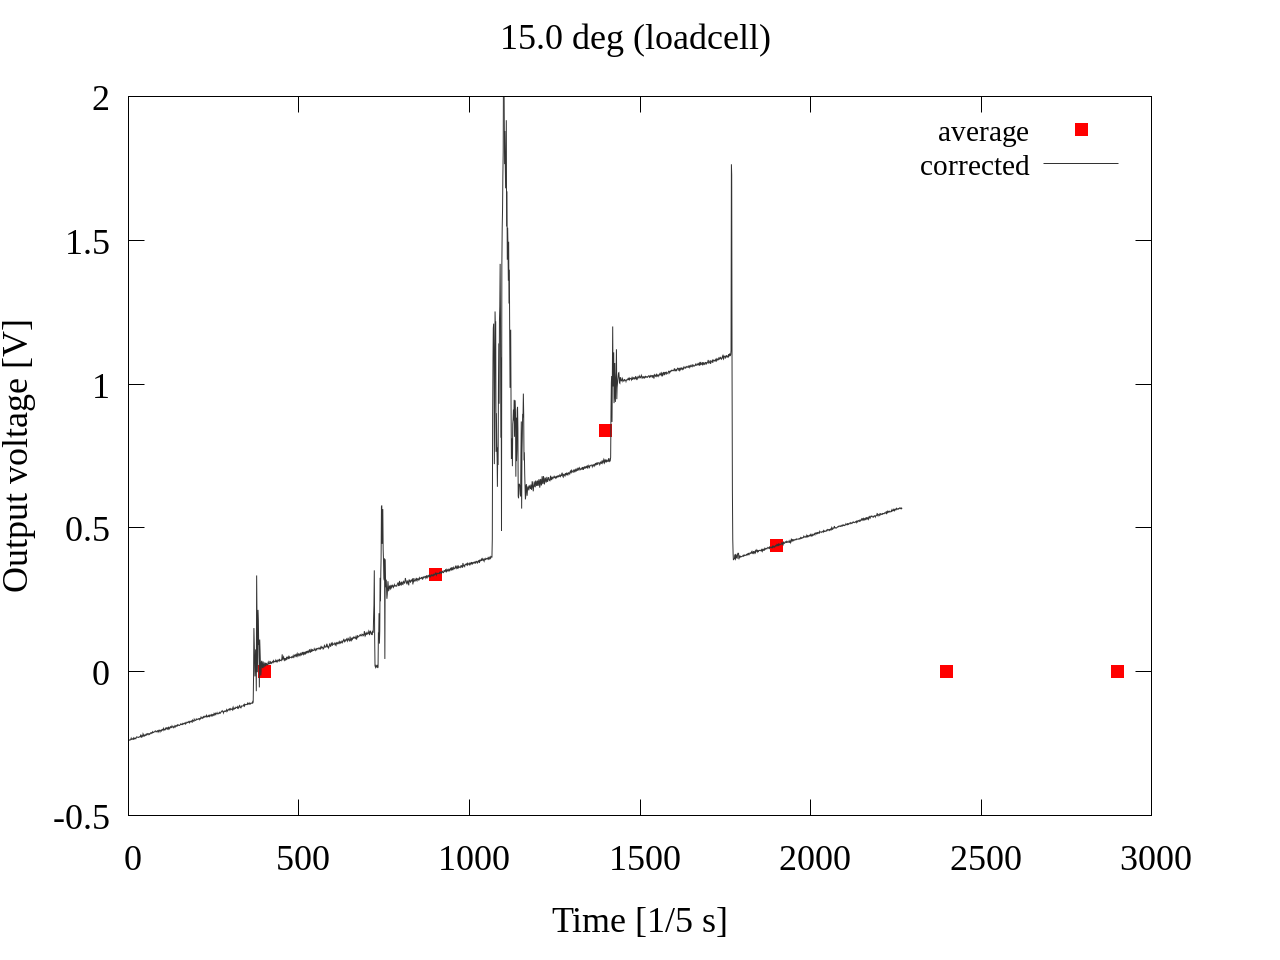 15.0 deg (loadcell)
average
corrected
Output voltage [V]
2
1.5
1
0.5
0
-0.5
0 500 1000 1500 2000 2500 3000
Time [1/5 s]